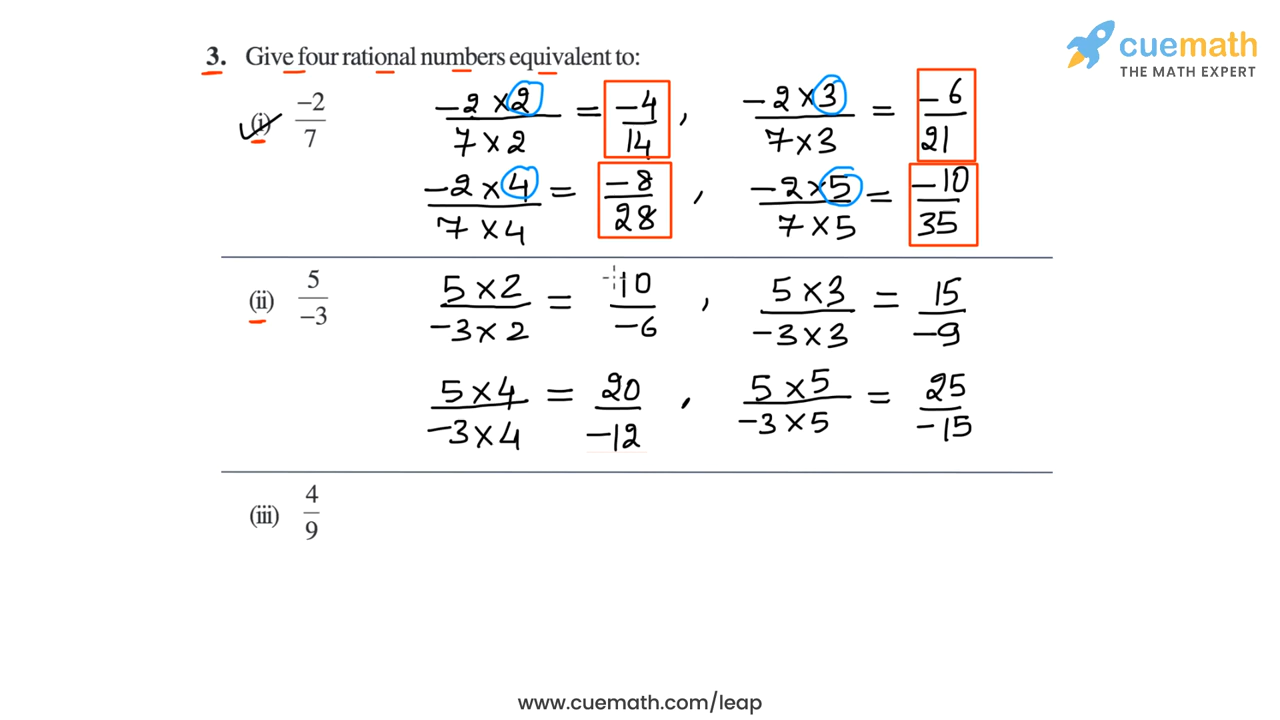 cuemath
THE MATH EXPERT
3. Give four rational numbers equivalent to:
(i) -2/7 -2×2/7×2 = -4/14 , -2×3/7×3 = -6/21
-2×4/7×4 = -8/28 , -2×5/7×5 = -10/35
(ii) 5/-3 5×2/-3×2 = 10/-6 , 5×3/-3×3 = 15/-9
5×4/-3×4 = 20/-12 , 5×5/-3×5 = 25/-15
(iii) 4/9
www.cuemath.com/leap